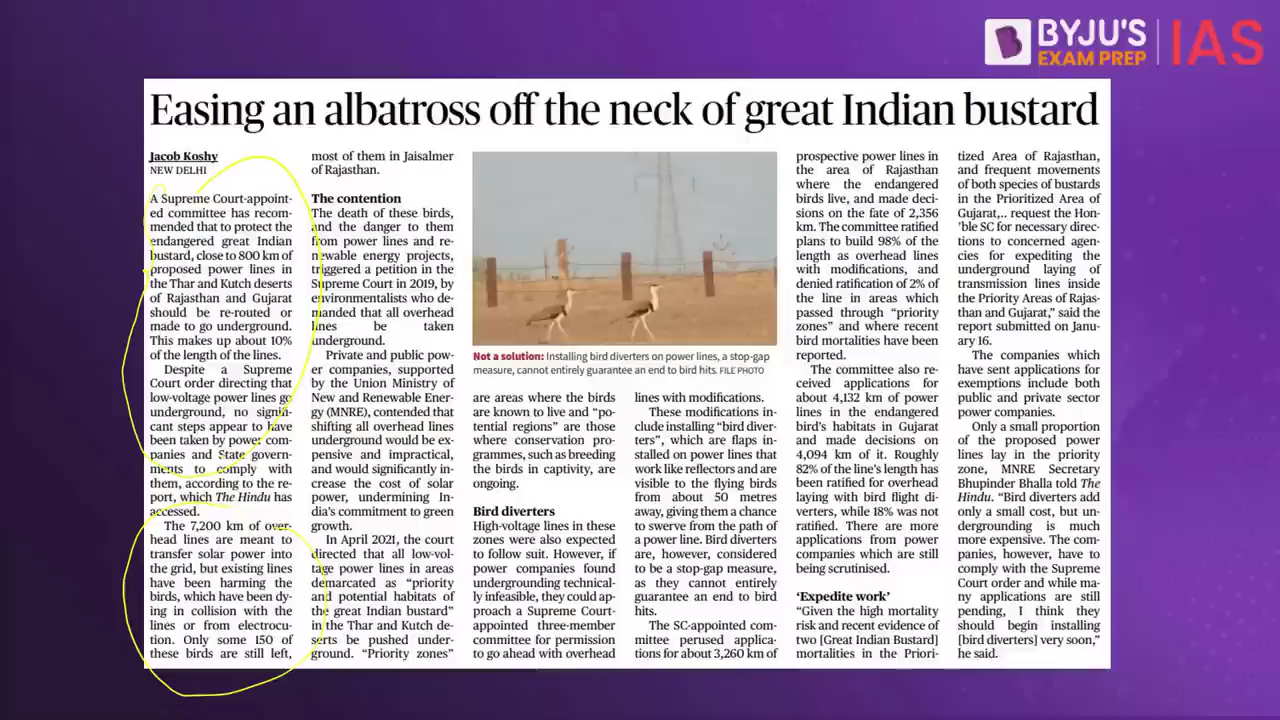 BYJU'S
EXAM PREP
IAS
Easing an albatross off the neck of great Indian bustard
Jacob Koshy
NEW DELHI
A Supreme Court-appoint-
ed committee has recom-
mended that to protect the
endangered great Indian
bustard, close to 800 km of
proposed power lines in
the Thar and Kutch deserts
of Rajasthan and Gujarat
should be re-routed or
made to go underground.
This makes up about 10%
of the length of the lines.
Despite a Supreme
Court order directing that
low-voltage power lines go
underground, no signifi-
cant steps appear to have
been taken by power com-
panies and State govern-
ments to comply with
them, according to the re-
port, which The Hindu has
accessed.
The 7,200 km of over-
head lines are meant to
transfer solar power into
the grid, but existing lines
have been harming the
birds, which have been dy-
ing in collision with the
lines or from electrocu-
tion. Only some 150 of
these birds are still left,
most of them in Jaisalmer
of Rajasthan.
The contention
The death of these birds,
and the danger to them
from power lines and re-
newable energy projects,
triggered a petition in the
Supreme Court in 2019, by
environmentalists who de-
manded that all overhead
lines be taken
underground.
Private and public pow-
er companies, supported
by the Union Ministry of
New and Renewable Ener-
gy (MNRE), contended that
shifting all overhead lines
underground would be ex-
pensive and impractical,
and would significantly in-
crease the cost of solar
power, undermining In-
dia's commitment to green
growth.
In April 2021, the court
directed that all low-vol-
tage power lines in areas
demarcated as "priority
and potential habitats of
the great Indian bustard"
in the Thar and Kutch de-
serts be pushed under-
ground. "Priority zones"
Not a solution: Installing bird diverters on power lines, a stop-gap
measure, cannot entirely guarantee an end to bird hits. FILE PHOTO
are areas where the birds
are known to live and "po-
tential regions" are those
where conservation pro-
grammes, such as breeding
the birds in captivity, are
ongoing.
Bird diverters
High-voltage lines in these
zones were also expected
to follow suit. However, if
power companies found
undergrounding technical-
ly infeasible, they could ap-
proach a Supreme Court-
appointed three-member
committee for permission
to go ahead with overhead
lines with modifications.
These modifications in-
clude installing "bird diver-
ters", which are flaps in-
stalled on power lines that
work like reflectors and are
visible to the flying birds
from about 50 metres
away, giving them a chance
to swerve from the path of
a power line. Bird diverters
are, however, considered
to be a stop-gap measure,
as they cannot entirely
guarantee an end to bird
hits.
The SC-appointed com-
mittee perused applica-
tions for about 3,260 km of
prospective power lines in
the area of Rajasthan
where the endangered
birds live, and made deci-
sions on the fate of 2,356
km. The committee ratified
plans to build 98% of the
length as overhead lines
with modifications, and
denied ratification of 2% of
the line in areas which
passed through "priority
zones" and where recent
bird mortalities have been
reported.
The committee also re-
ceived applications for
about 4,132 km of power
lines in the endangered
bird's habitats in Gujarat
and made decisions on
4,094 km of it. Roughly
82% of the line's length has
been ratified for overhead
laying with bird flight di-
verters, while 18% was not
ratified. There are more
applications from power
companies which are still
being scrutinised.
'Expedite work'
"Given the high mortality
risk and recent evidence of
two [Great Indian Bustard]
mortalities in the Priori-
tized Area of Rajasthan,
and frequent movements
of both species of bustards
in the Prioritized Area of
Gujarat,.. request the Hon-
'ble SC for necessary direc-
tions to concerned agen-
cies for expediting the
underground laying of
transmission lines inside
the Priority Areas of Rajas-
than and Gujarat," said the
report submitted on Janu-
ary 16.
The companies which
have sent applications for
exemptions include both
public and private sector
power companies.
Only a small proportion
of the proposed power
lines lay in the priority
zone, MNRE Secretary
Bhupinder Bhalla told The
Hindu. "Bird diverters add
only a small cost, but un-
dergrounding is much
more expensive. The com-
panies, however, have to
comply with the Supreme
Court order and while ma-
ny applications are still
pending, I think they
should begin installing
[bird diverters] very soon,"
he said.